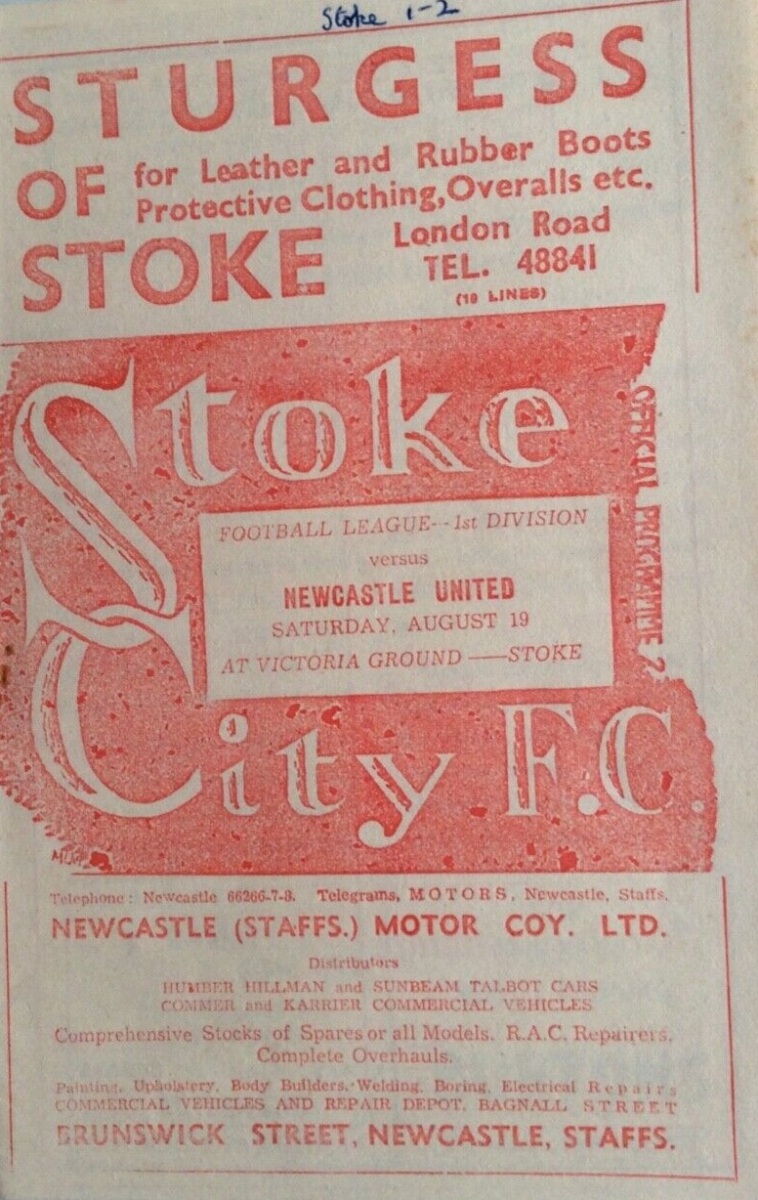 Stoke 1-2
STURGESS
OF
for Leather and Rubber Boots
Protective Clothing, Overalls etc.
STOKE
London Road
TEL. 48841
(10 LINES)
Stoke
OFFICIAL PROGRAMME 2
FOOTBALL LEAGUE--1st DIVISION
versus
NEWCASTLE UNITED
SATURDAY, AUGUST 19
AT VICTORIA GROUND —— STOKE
City F.C.
Telephone: Newcastle 66266-7-8. Telegrams, MOTORS, Newcastle, Staffs.
NEWCASTLE (STAFFS.) MOTOR COY. LTD.
Distributors
HUMBER HILLMAN and SUNBEAM TALBOT CARS
COMMER and KARRIER COMMERCIAL VEHICLES
Comprehensive Stocks of Spares or all Models. R.A.C. Repairers.
Complete Overhauls.
Painting, Upholstery, Body Builders, Welding, Boring, Electrical Repairs
COMMERCIAL VEHICLES AND REPAIR DEPOT, BAGNALL STREET
BRUNSWICK STREET, NEWCASTLE, STAFFS.